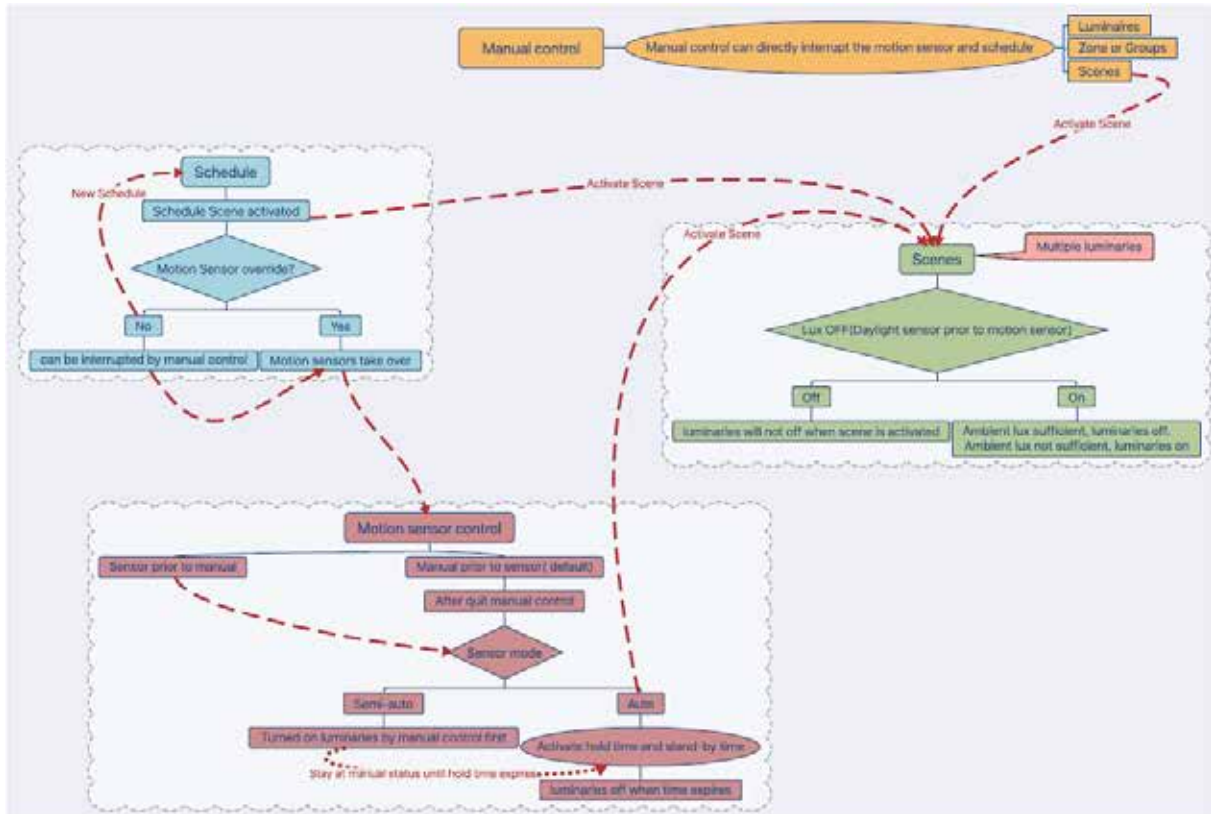 Manual control
Manual control can directly interrupt the motion sensor and schedule
Luminaires
Zone or Groups
Scenes
Activate Scene
Schedule
New Schedule
Schedule Scene activated
Activate Scene
Motion Sensor override?
No
Yes
can be interrupted by manual control
Motion sensors take over
Activate Scene
Scenes
Multiple luminaries
Lux OFF(Daylight sensor prior to motion sensor)
Off
On
luminaries will not off when scene is activated
Ambient lux sufficient, luminaries off.
Ambient lux not sufficient, luminaries on
Motion sensor control
Sensor prior to manual
Manual prior to sensor( default)
After quit manual control
Sensor mode
Semi-auto
Auto
Turned on luminaries by manual control first
Activate hold time and stand-by time
Stay at manual status until hold time expires
luminaries off when time expires